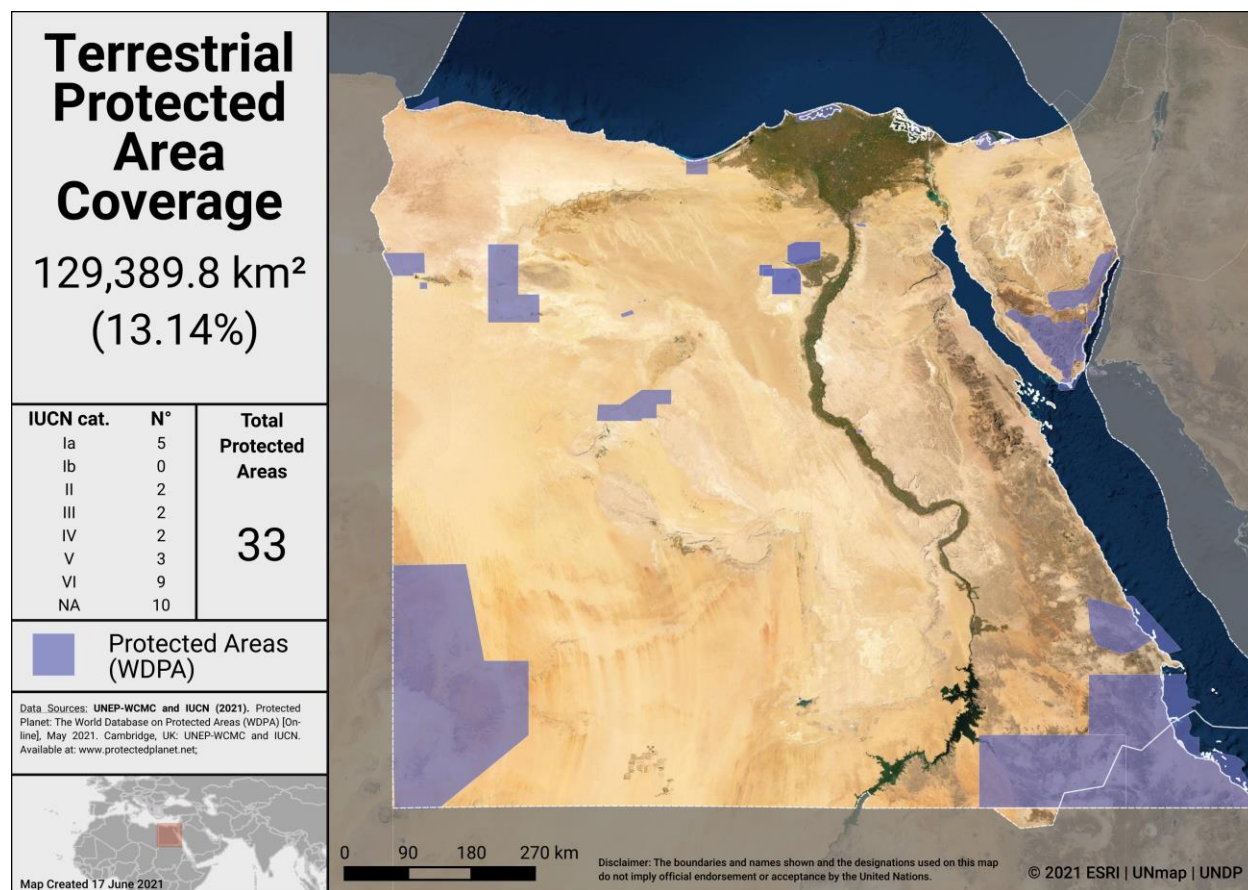 Terrestrial
Protected
Area
Coverage
129,389.8 km²
(13.14%)
IUCN cat. N°
Ia 5
Ib 0
II 2
III 2
IV 2
V 3
VI 9
NA 10
Total
Protected
Areas
33
Protected Areas
(WDPA)
Data Sources: UNEP-WCMC and IUCN (2021). Protected
Planet: The World Database on Protected Areas (WDPA) [On-
line], May 2021. Cambridge, UK: UNEP-WCMC and IUCN.
Available at: www.protectedplanet.net;
Map Created 17 June 2021
0 90 180 270 km
Disclaimer: The boundaries and names shown and the designations used on this map
do not imply official endorsement or acceptance by the United Nations.
© 2021 ESRI | UNmap | UNDP